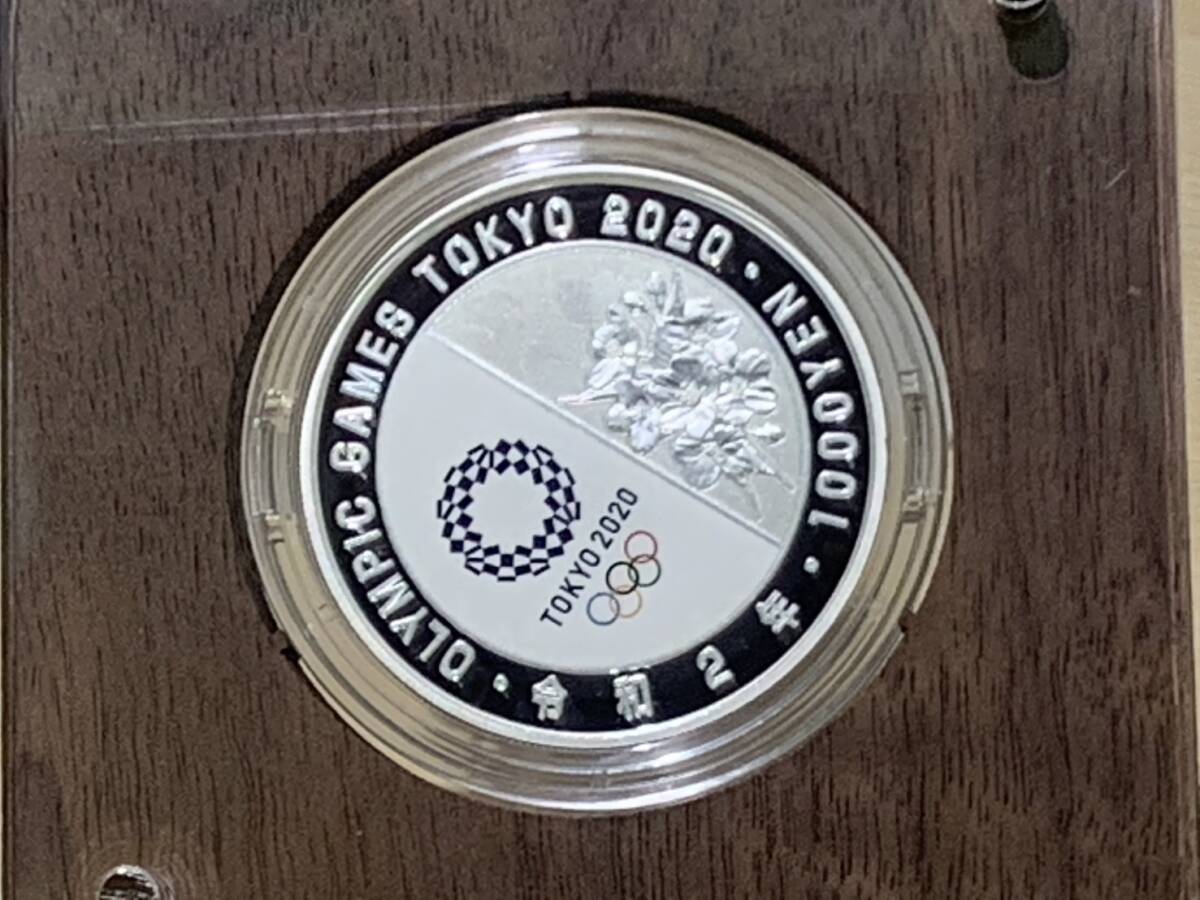 OLYMPIC GAMES TOKYO 2020・1000YEN・
令和2年・
TOKYO 2020